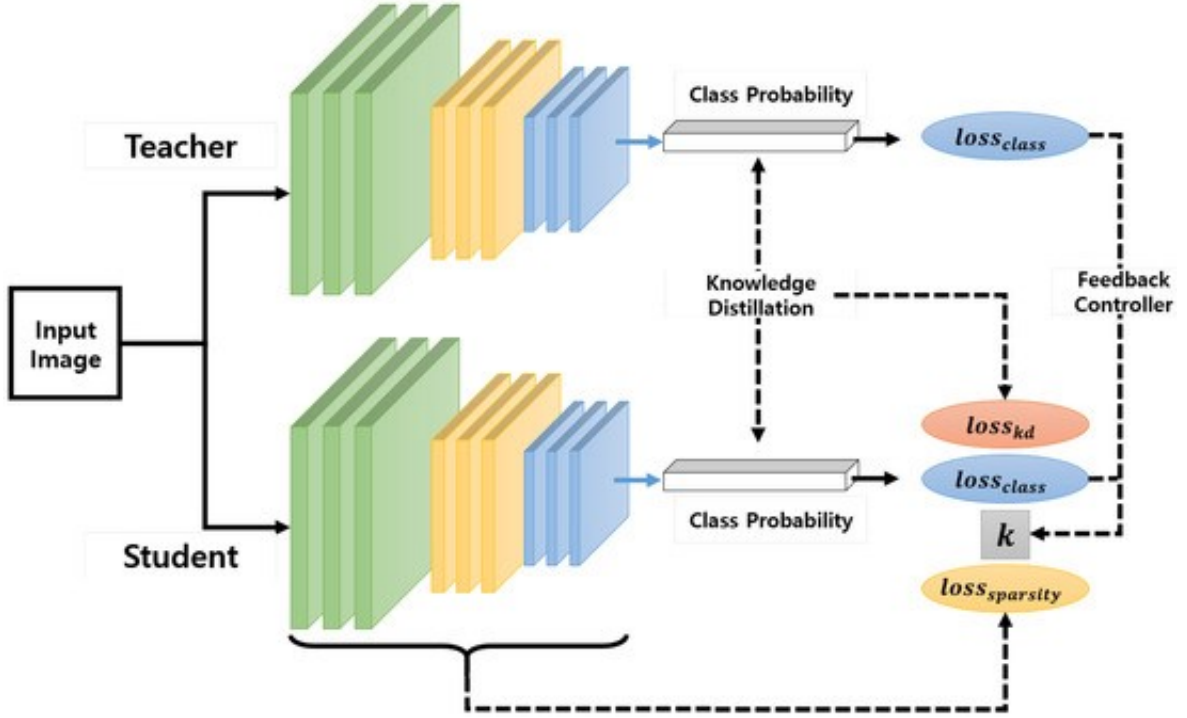 Class Probability
loss_class
Teacher
Knowledge
Distillation
Feedback
Controller
Input
Image
loss_kd
loss_class
Class Probability
k
Student
loss_sparsity